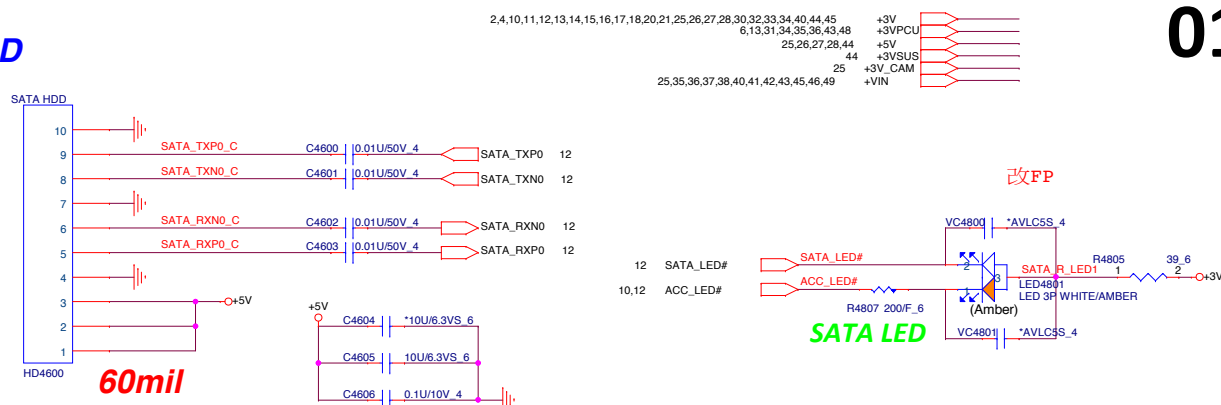 2,4,10,11,12,13,14,15,16,17,18,20,21,25,26,27,28,30,32,33,34,40,44,45 +3V
6,13,31,34,35,36,43,48 +3VPCU
25,26,27,28,44 +5V
44 +3VSUS
25 +3V_CAM
25,35,36,37,38,40,41,42,43,45,46,49 +VIN
01
D
SATA HDD
10
9 SATA_TXP0_C C4600 0.01U/50V_4 SATA_TXP0 12
8 SATA_TXN0_C C4601 0.01U/50V_4 SATA_TXN0 12
7
6 SATA_RXN0_C C4602 0.01U/50V_4 SATA_RXN0 12
5 SATA_RXP0_C C4603 0.01U/50V_4 SATA_RXP0 12
4
3 +5V
2
1
HD4600
60mil
+5V
C4604 *10U/6.3VS_6
C4605 10U/6.3VS_6
C4606 0.1U/10V_4
改FP
VC4800 *AVLC5S_4
12 SATA_LED# SATA_LED# 2
10,12 ACC_LED# ACC_LED# 1
R4807 200/F_6
3 SATA_R_LED1 1 R4805 39_6 2 +3V
LED4801
LED 3P WHITE/AMBER
(Amber)
SATA LED
VC4801 *AVLC5S_4